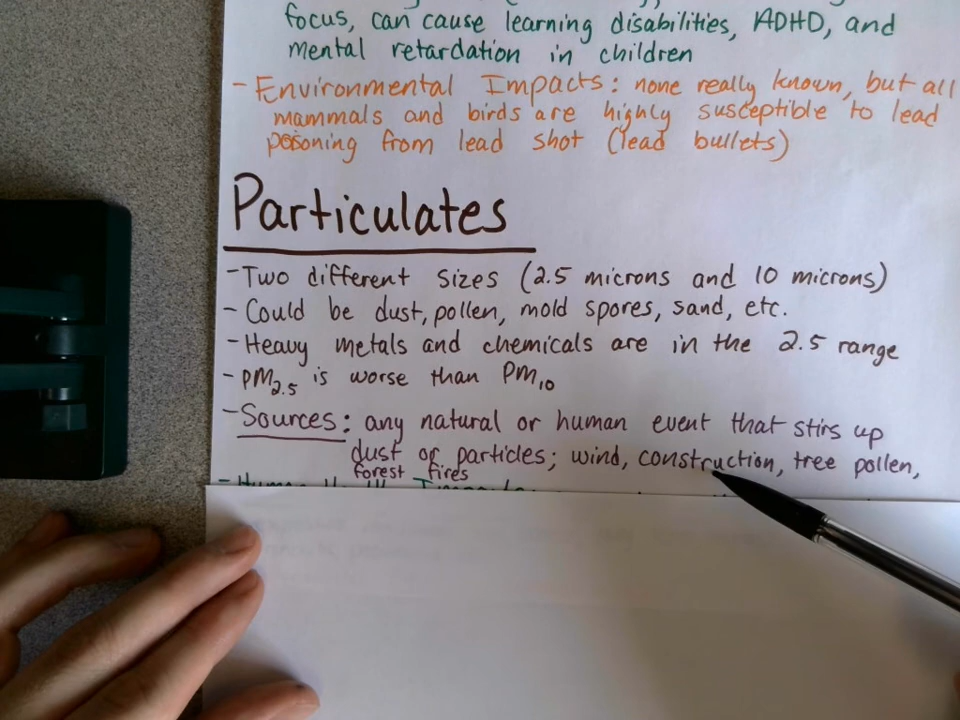 focus, can cause learning disabilities, ADHD, and
mental retardation in children
- Environmental Impacts: none really known, but all
mammals and birds are highly susceptible to lead
poisoning from lead shot (lead bullets)
Particulates
- Two different sizes (2.5 microns and 10 microns)
- Could be dust, pollen, mold spores, sand, etc.
- Heavy metals and chemicals are in the 2.5 range
- PM2.5 is worse than PM10
- Sources: any natural or human event that stirs up
dust or particles; wind, construction, tree pollen,
forest fires